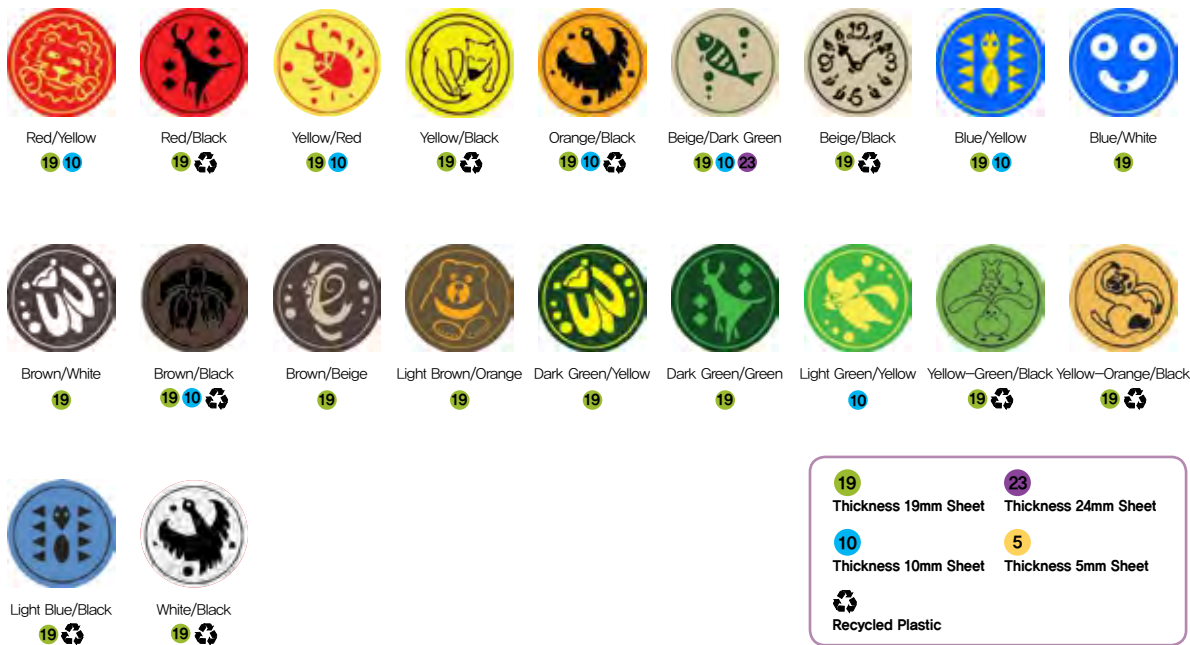 Red/Yellow Red/Black Yellow/Red Yellow/Black Orange/Black Beige/Dark Green Beige/Black Blue/Yellow Blue/White
19 10 19 19 10 19 19 10 19 10 23 19 19 10 19
Brown/White Brown/Black Brown/Beige Light Brown/Orange Dark Green/Yellow Dark Green/Green Light Green/Yellow Yellow-Green/Black Yellow-Orange/Black
19 19 10 19 19 19 19 10 19 19
Light Blue/Black White/Black
19 19
19 23
Thickness 19mm Sheet Thickness 24mm Sheet
10 5
Thickness 10mm Sheet Thickness 5mm Sheet
Recycled Plastic